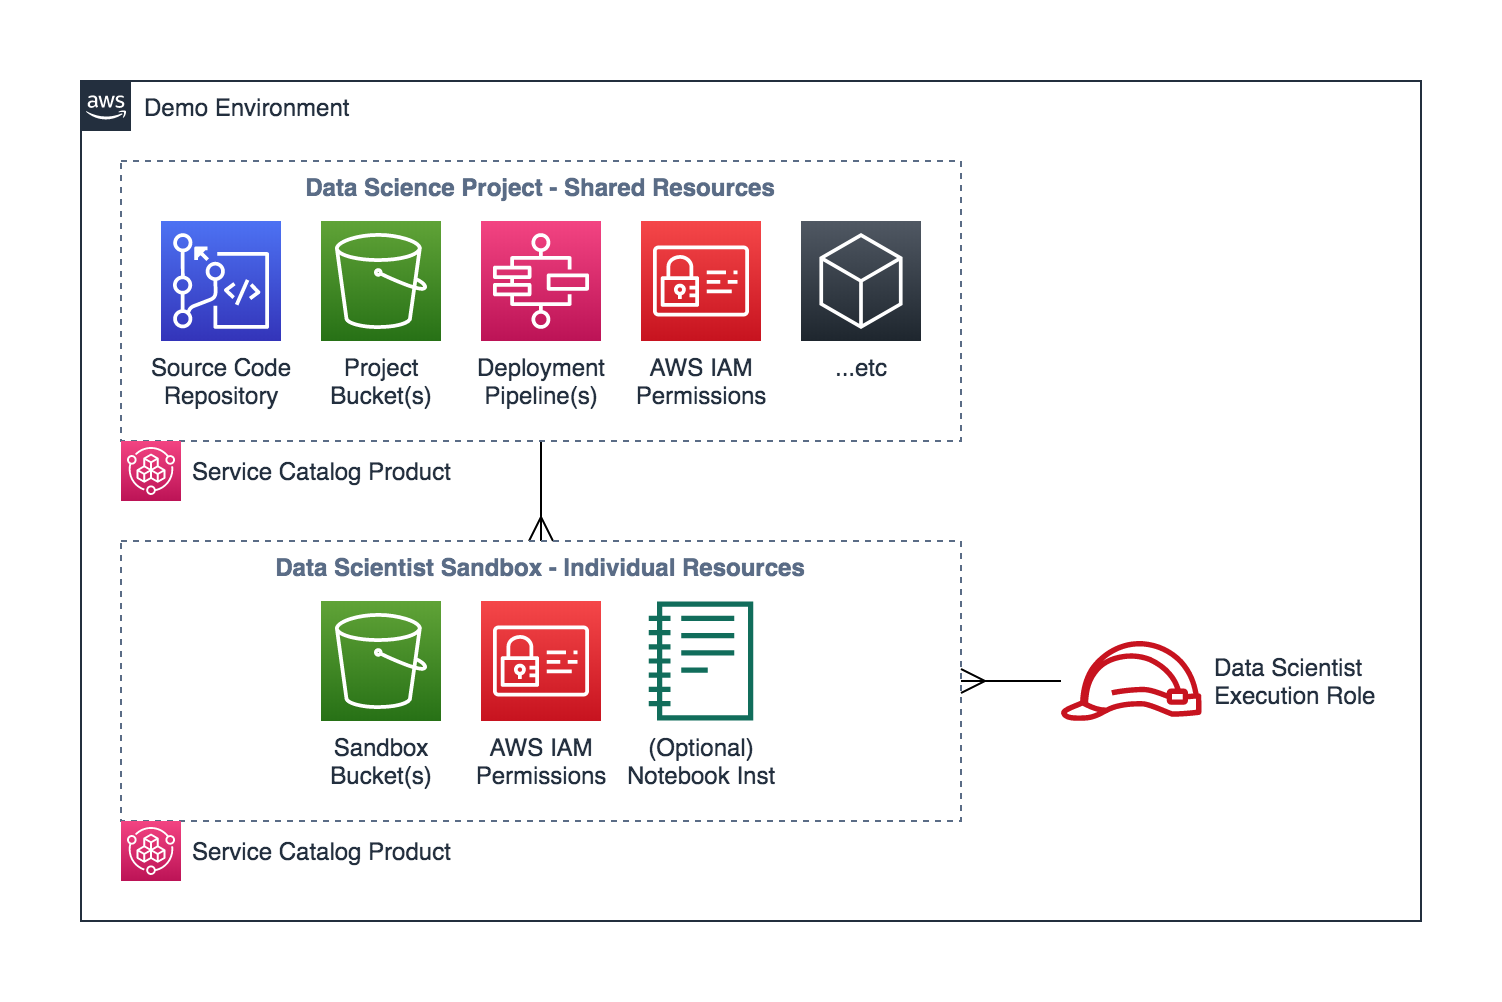 aws
Demo Environment
Data Science Project - Shared Resources
Source Code
Repository
Project
Bucket(s)
Deployment
Pipeline(s)
AWS IAM
Permissions
...etc
Service Catalog Product
Data Scientist Sandbox - Individual Resources
Sandbox
Bucket(s)
AWS IAM
Permissions
(Optional)
Notebook Inst
Data Scientist
Execution Role
Service Catalog Product